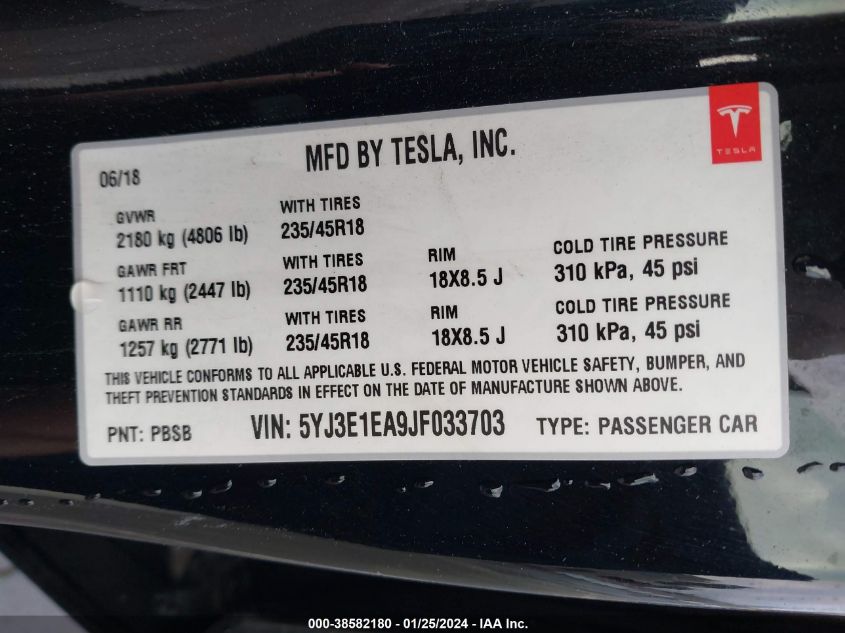 MFD BY TESLA, INC.
TESLA
06/18
GVWR
2180 kg (4806 lb)
WITH TIRES
235/45R18
GAWR FRT
1110 kg (2447 lb)
WITH TIRES
235/45R18
RIM
18X8.5 J
COLD TIRE PRESSURE
310 kPa, 45 psi
GAWR RR
1257 kg (2771 lb)
WITH TIRES
235/45R18
RIM
18X8.5 J
COLD TIRE PRESSURE
310 kPa, 45 psi
THIS VEHICLE CONFORMS TO ALL APPLICABLE U.S. FEDERAL MOTOR VEHICLE SAFETY, BUMPER, AND
THEFT PREVENTION STANDARDS IN EFFECT ON THE DATE OF MANUFACTURE SHOWN ABOVE.
PNT: PBSB
VIN: 5YJ3E1EA9JF033703
TYPE: PASSENGER CAR
000-38582180 - 01/25/2024 - IAA Inc.